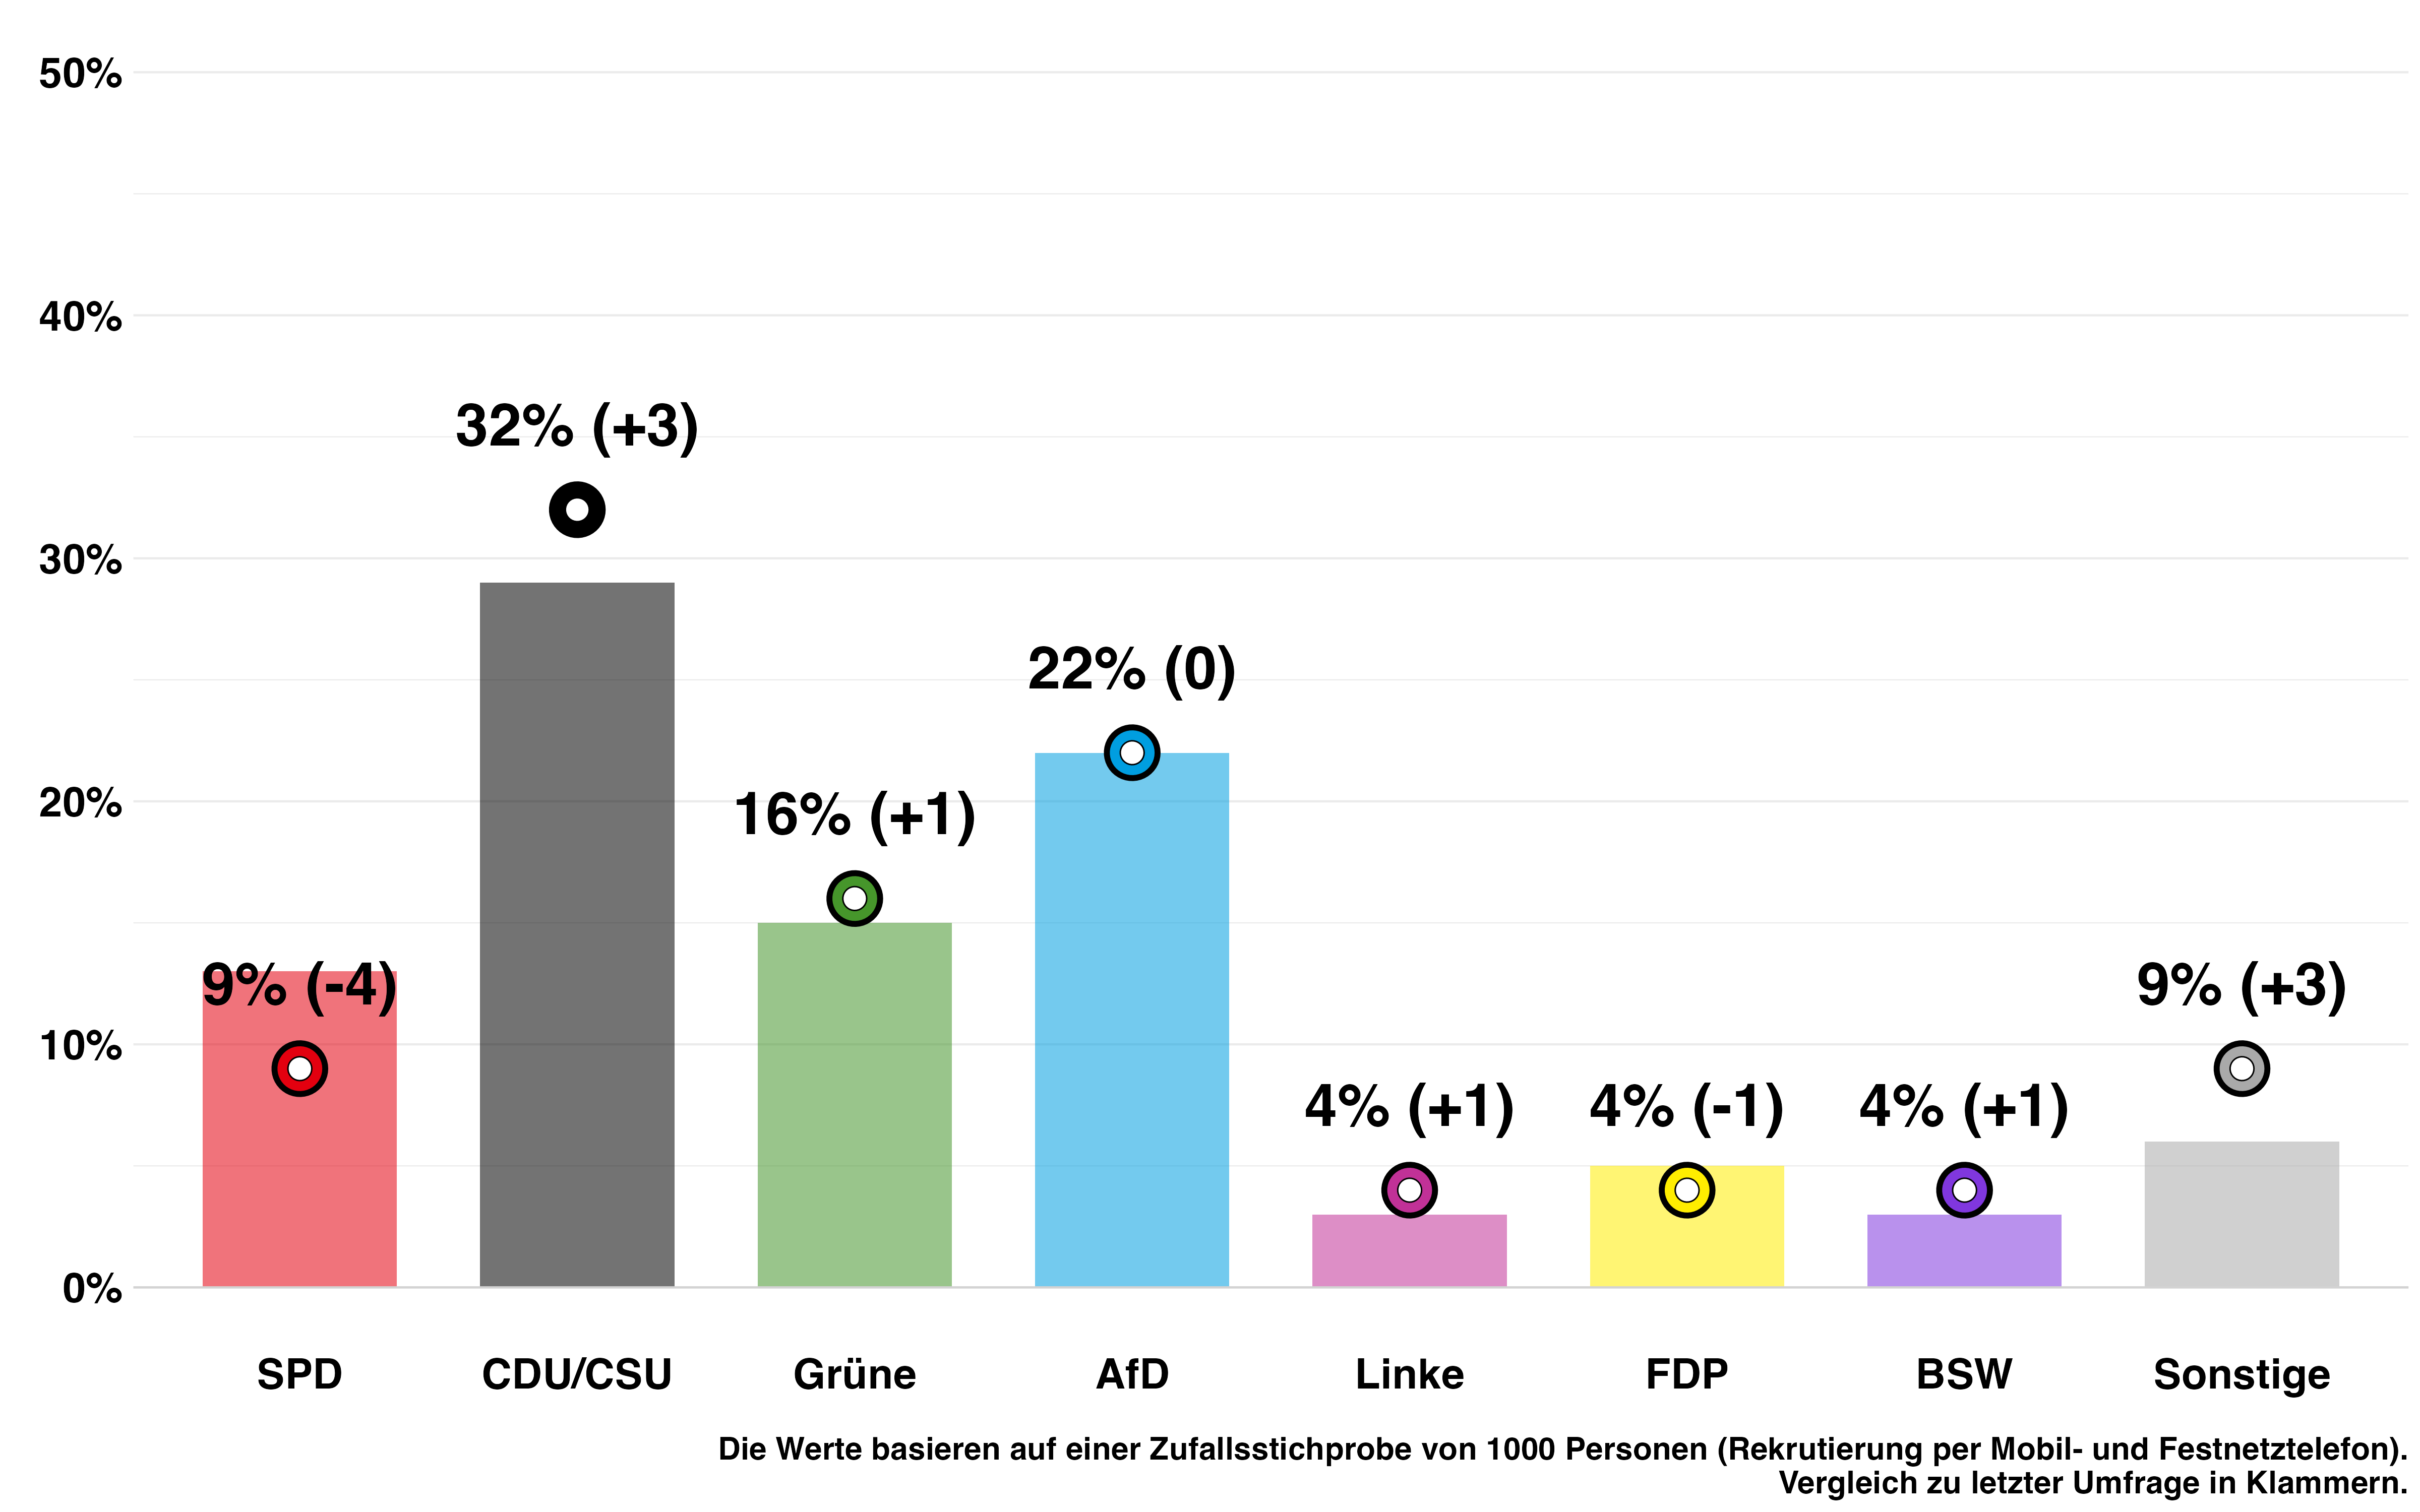 50%
40%
30%
20%
10%
0%
9% (-4)
32% (+3)
16% (+1)
22% (0)
4% (+1)
4% (-1)
4% (+1)
9% (+3)
SPD
CDU/CSU
Grüne
AfD
Linke
FDP
BSW
Sonstige
Die Werte basieren auf einer Zufallsstichprobe von 1000 Personen (Rekrutierung per Mobil- und Festnetztelefon).
Vergleich zu letzter Umfrage in Klammern.